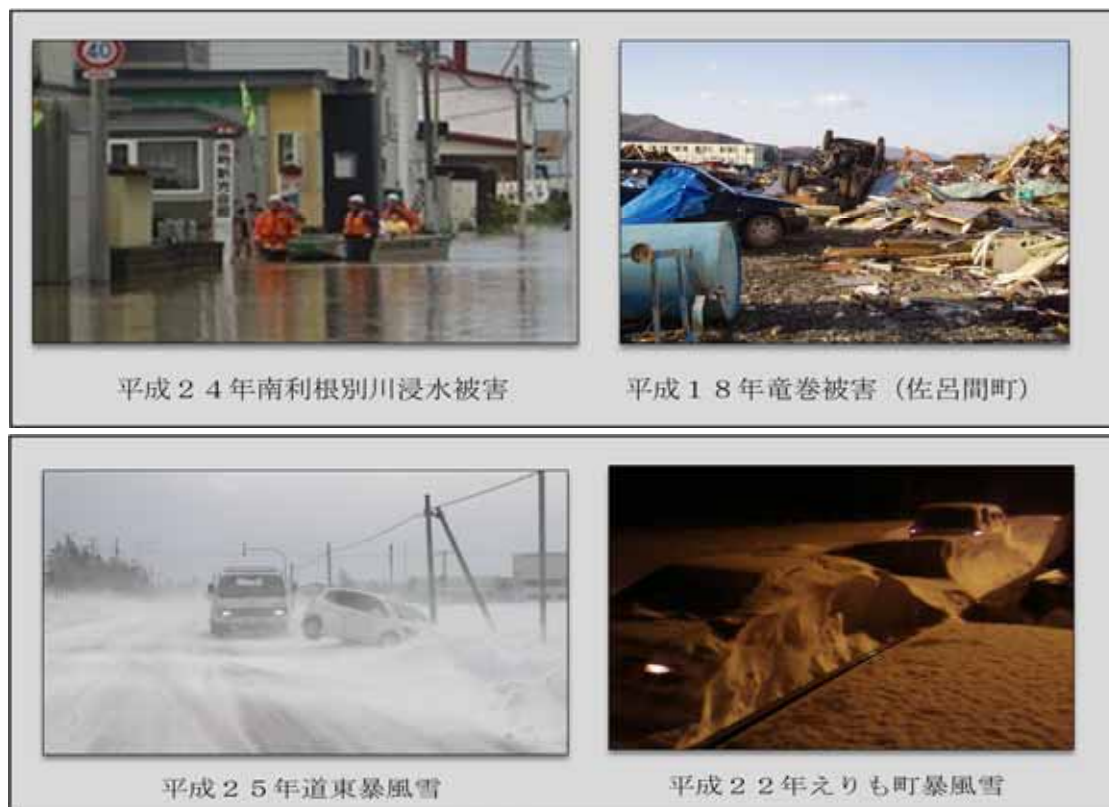 40
平成２４年南利根別川浸水被害
平成１８年竜巻被害（佐呂間町）
平成２５年道東暴風雪
平成２２年えりも町暴風雪